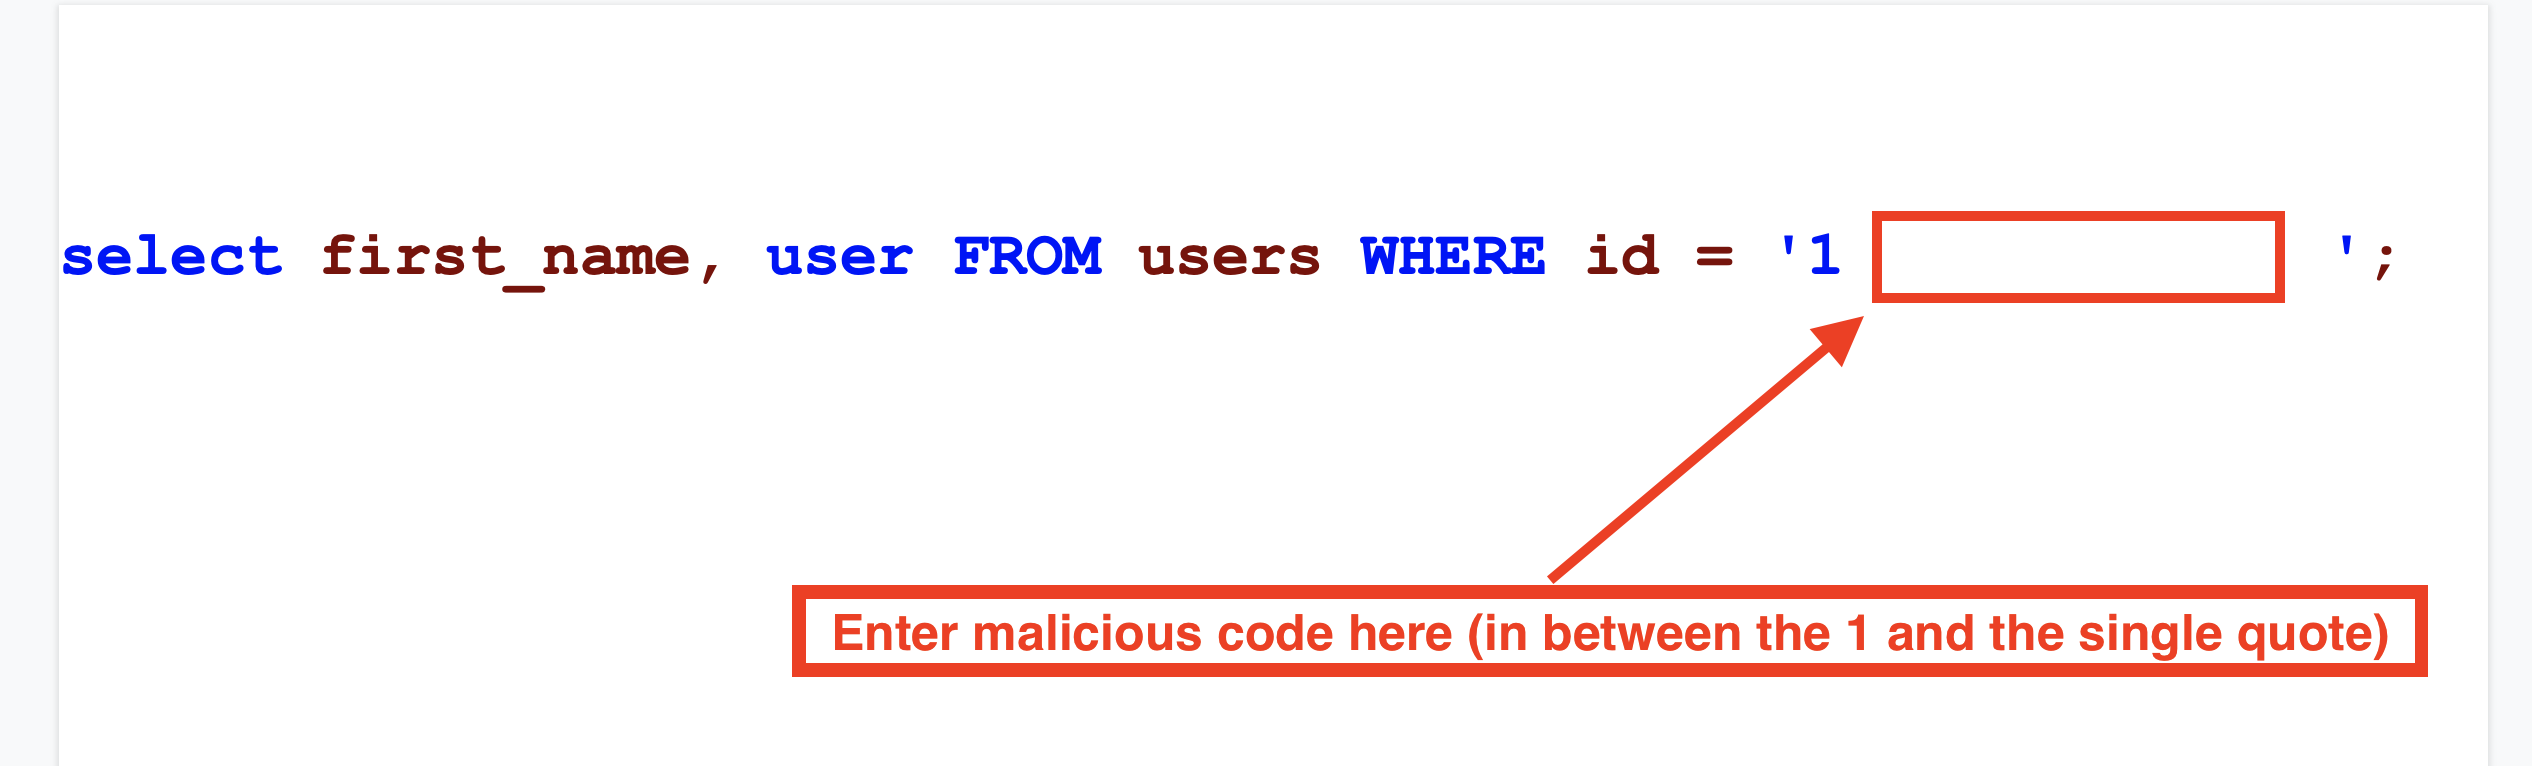 select first_name, user FROM users WHERE id = '1 ';
Enter malicious code here (in between the 1 and the single quote)